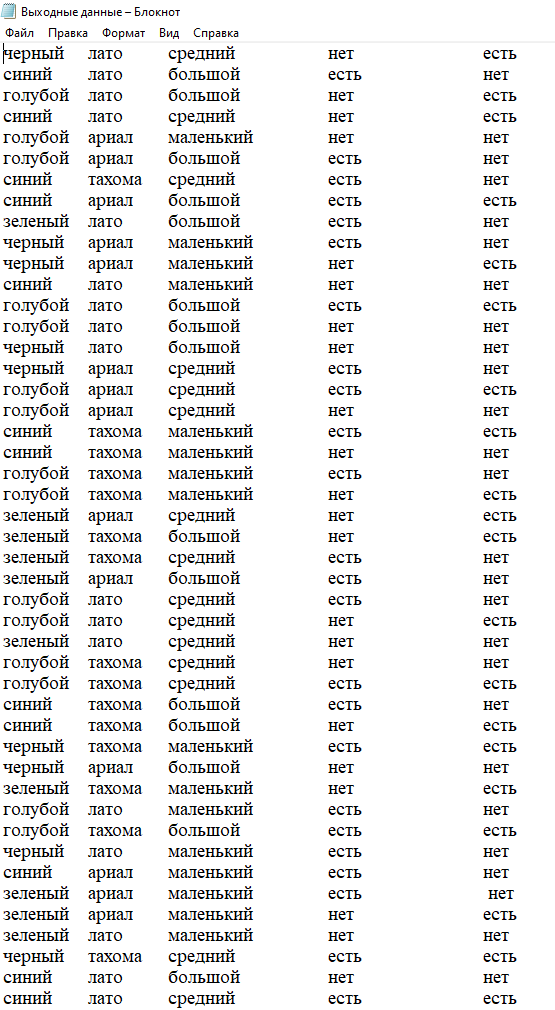 Выходные данные – Блокнот
Файл Правка Формат Вид Справка
черный лато средний нет есть
синий лато большой есть нет
голубой лато большой нет есть
синий лато средний нет есть
голубой ариал маленький нет нет
голубой ариал большой есть нет
синий тахома средний есть нет
синий ариал большой есть есть
зеленый лато большой есть нет
черный ариал маленький есть нет
черный ариал маленький нет есть
синий лато маленький нет нет
голубой лато большой есть есть
голубой лато большой нет нет
черный лато большой нет нет
черный ариал средний есть нет
голубой ариал средний есть есть
голубой ариал средний нет нет
синий тахома маленький есть есть
синий тахома маленький нет нет
голубой тахома маленький есть нет
голубой тахома маленький нет есть
зеленый ариал средний нет есть
зеленый тахома большой нет есть
зеленый тахома средний есть нет
зеленый ариал большой есть нет
голубой лато средний есть нет
голубой лато средний нет есть
зеленый лато средний нет нет
голубой тахома средний нет нет
голубой тахома средний есть есть
синий тахома большой есть нет
синий тахома большой нет есть
черный тахома маленький есть есть
черный ариал большой нет нет
зеленый тахома маленький нет есть
голубой лато маленький есть нет
голубой тахома большой есть есть
черный лато маленький есть нет
синий ариал маленький есть нет
зеленый ариал маленький есть нет
зеленый ариал маленький нет есть
зеленый лато маленький нет нет
черный тахома средний есть есть
синий лато большой нет нет
синий лато средний есть есть